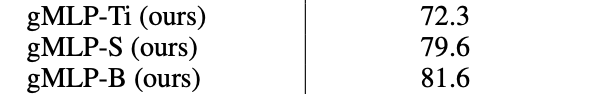 gMLP-Ti (ours) 72.3
gMLP-S (ours) 79.6
gMLP-B (ours) 81.6